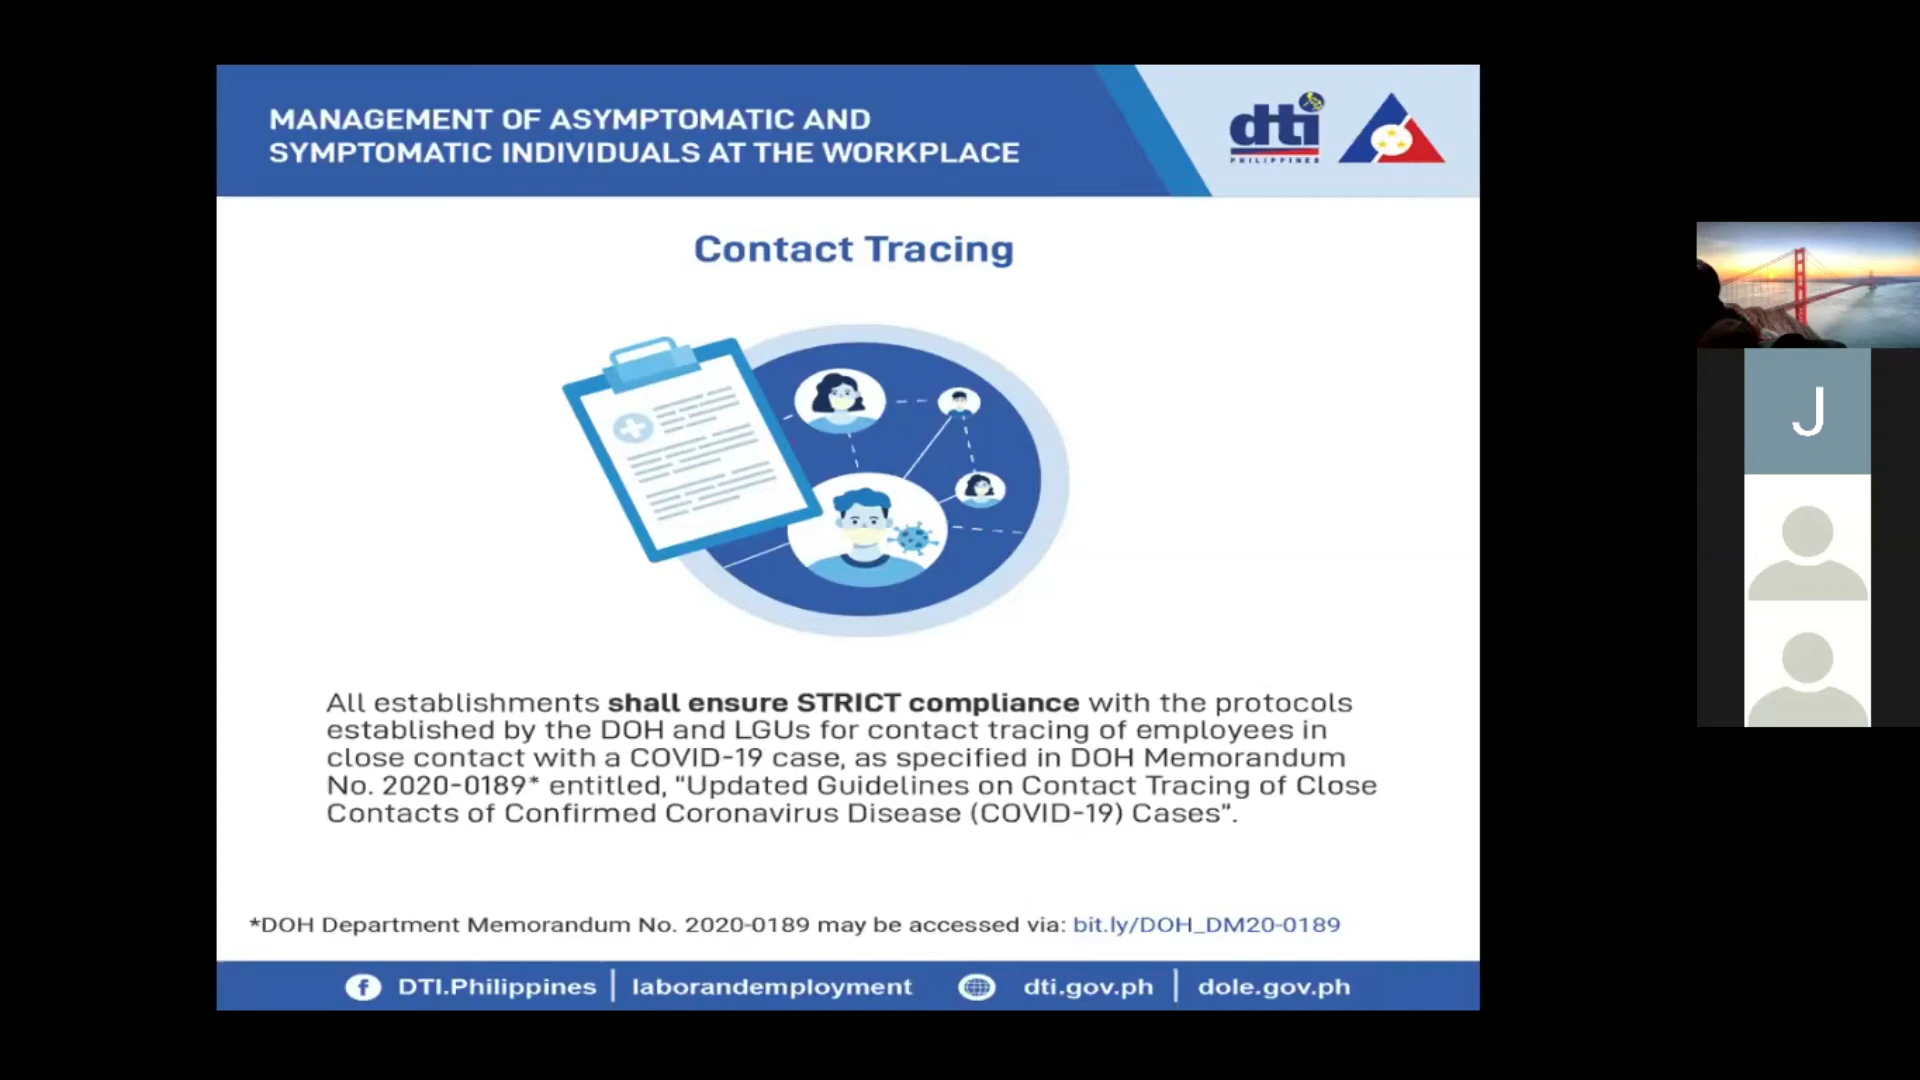 MANAGEMENT OF ASYMPTOMATIC AND
SYMPTOMATIC INDIVIDUALS AT THE WORKPLACE
dti
PHILIPPINES
Contact Tracing
All establishments shall ensure STRICT compliance with the protocols
established by the DOH and LGUs for contact tracing of employees in
close contact with a COVID-19 case, as specified in DOH Memorandum
No. 2020-0189* entitled, “Updated Guidelines on Contact Tracing of Close
Contacts of Confirmed Coronavirus Disease (COVID-19) Cases”.
*DOH Department Memorandum No. 2020-0189 may be accessed via: bit.ly/DOH_DM20-0189
DTI.Philippines | laborandemployment dti.gov.ph | dole.gov.ph
J